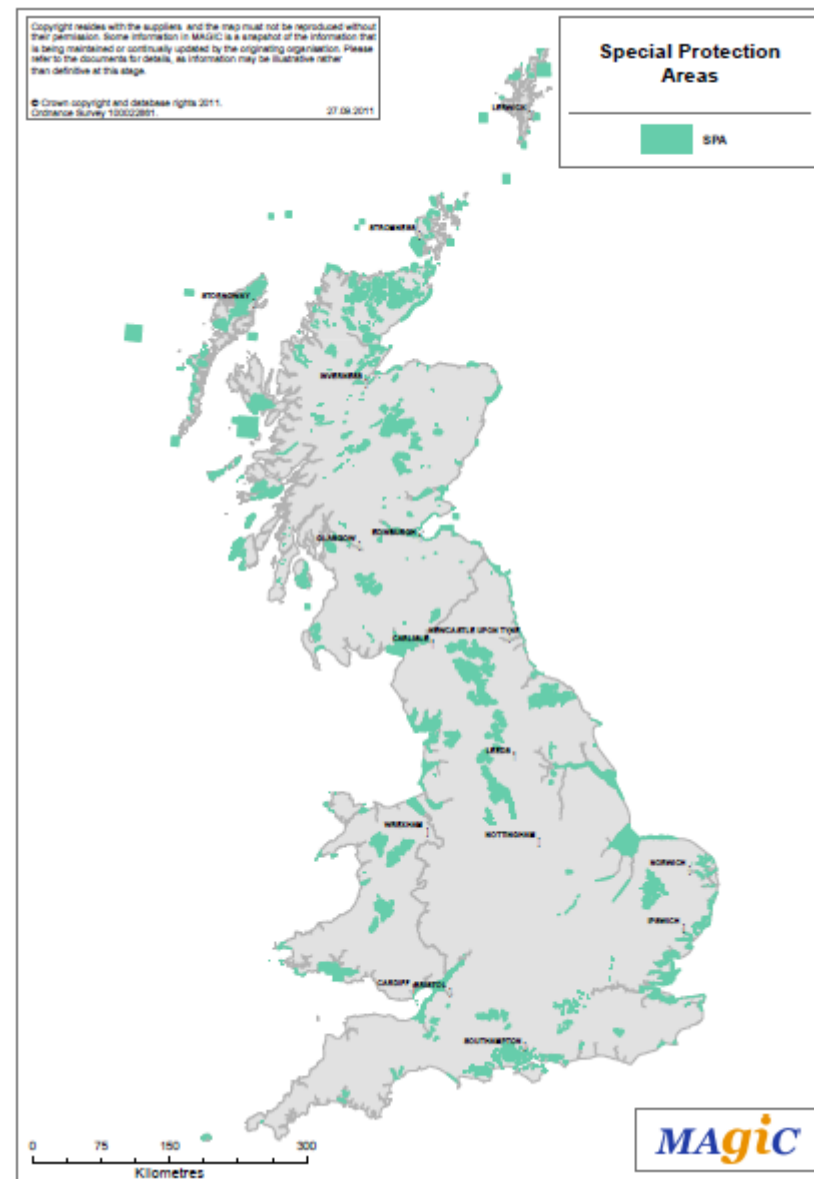 Copyright resides with the suppliers and the map must not be reproduced without
their permission. Some information in MAGIC is a snapshot of the information that
is being maintained or continually updated by the originating organisation. Please
refer to the documents for details, as information may be illustrative rather
than definitive at this stage.
© Crown copyright and database rights 2011.
Ordnance Survey 100022861.
27.09.2011
Special Protection
Areas
SPA
LERWICK
STROMNESS
STORNOWAY
INVERNESS
GLASGOW
EDINBURGH
CARLISLE
NEWCASTLE UPON TYNE
LEEDS
WREXHAM
NOTTINGHAM
NORWICH
IPSWICH
CARDIFF
BRISTOL
SOUTHAMPTON
0 75 150 300
Kilometres
MAgiC